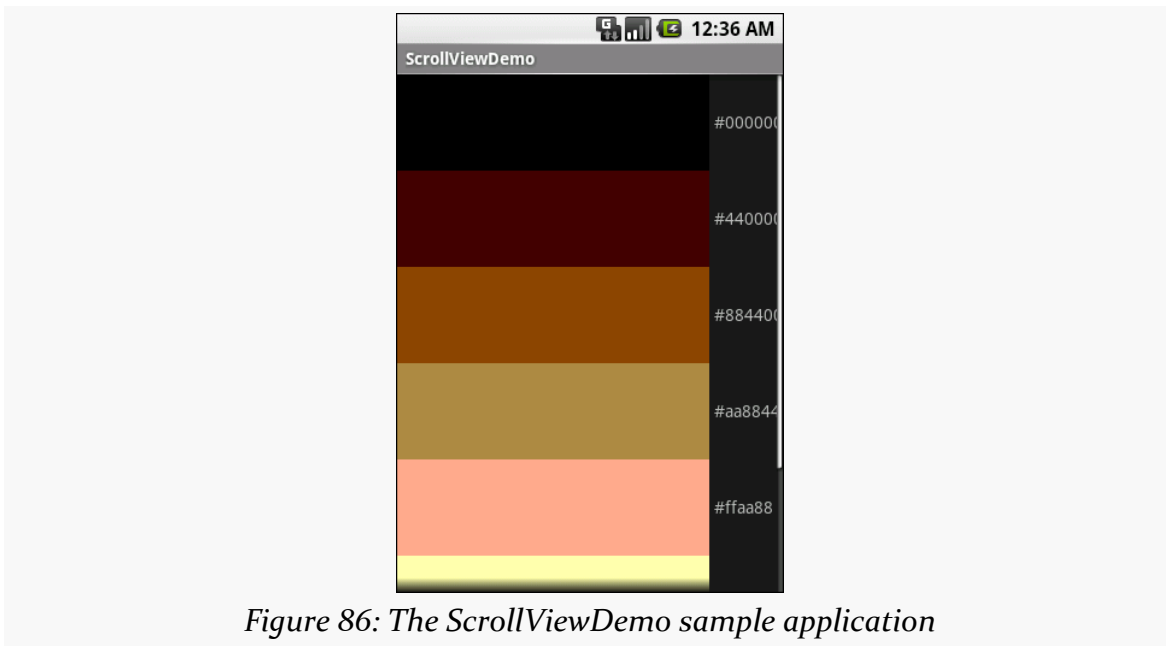 12:36 AM
ScrollViewDemo
#000000
#440000
#884400
#aa8844
#ffaa88
Figure 86: The ScrollViewDemo sample application